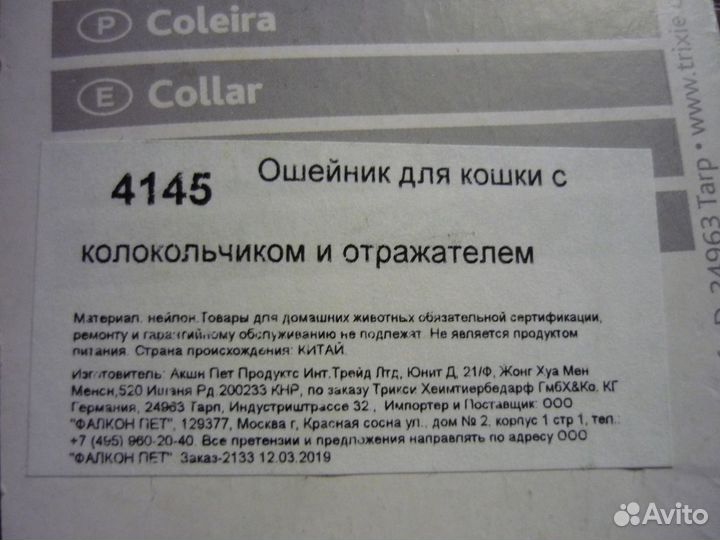 P Coleira
E Collar
4145 Ошейник для кошки с
колокольчиком и отражателем
Материал: нейлон.Товары для домашних животных обязательной сертификации,
ремонту и гарантийному обслуживанию не подлежат. Не является продуктом
питания. Страна происхождения: КИТАЙ.
Изготовитель: Акшн Пет Продуктс Инт.Трейд Лтд, Юнит Д, 21/Ф, Жонг Хуа Мен
Меншн,520 Ишаня Рд.200233 КНР, по заказу Трикси Хеимтиербедарф ГмбХ&Ко. КГ
Германия, 24963 Тарп, Индустриштрассе 32 , Импортер и Поставщик: ООО
"ФАЛКОН ПЕТ", 129377, Москва г, Красная сосна ул., дом № 2, корпус 1 стр 1, тел.:
+7 (495) 960-20-40. Все претензии и предложения направлять по адресу ООО
"ФАЛКОН ПЕТ" Заказ-2133 12.03.2019
24963 Tarp • www.trixie
Avito